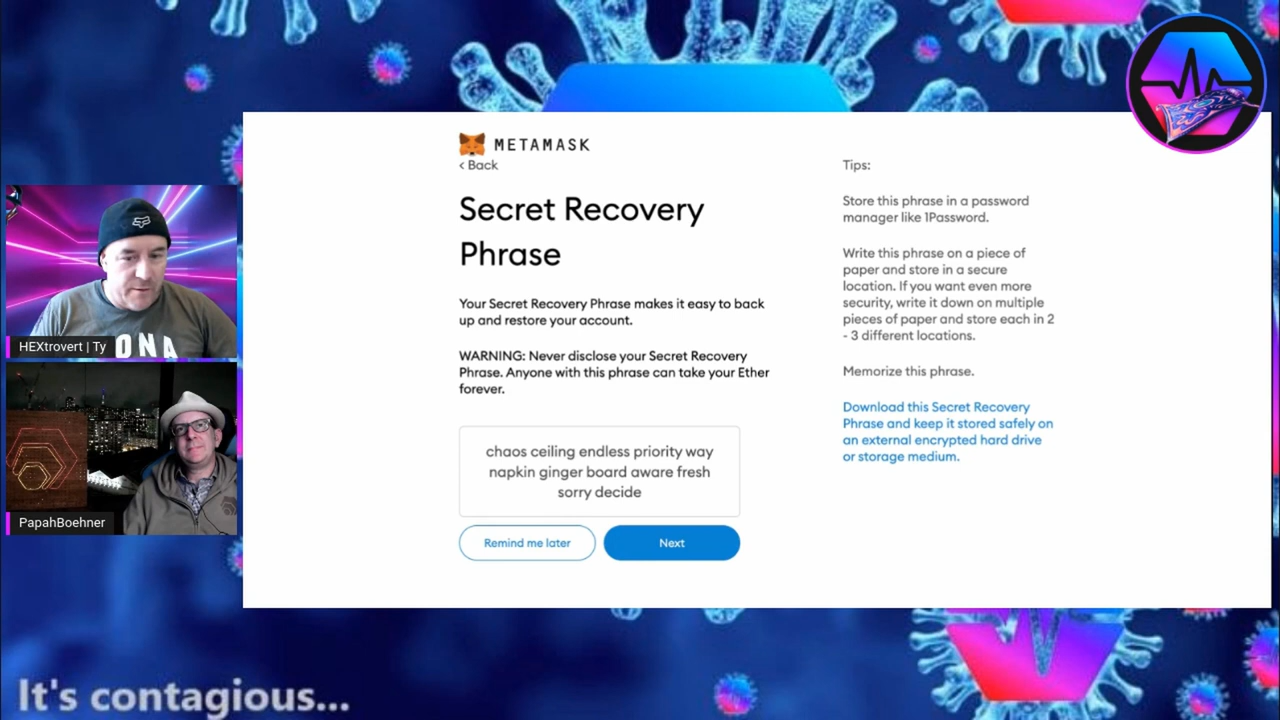 METAMASK
< Back
Secret Recovery
Phrase
Your Secret Recovery Phrase makes it easy to back
up and restore your account.
WARNING: Never disclose your Secret Recovery
Phrase. Anyone with this phrase can take your Ether
forever.
chaos ceiling endless priority way
napkin ginger board aware fresh
sorry decide
Remind me later
Next
Tips:
Store this phrase in a password
manager like 1Password.
Write this phrase on a piece of
paper and store in a secure
location. If you want even more
security, write it down on multiple
pieces of paper and store each in 2
- 3 different locations.
Memorize this phrase.
Download this Secret Recovery
Phrase and keep it stored safely on
an external encrypted hard drive
or storage medium.
HEXtrovert | Ty
PapahBoehner
It's contagious...